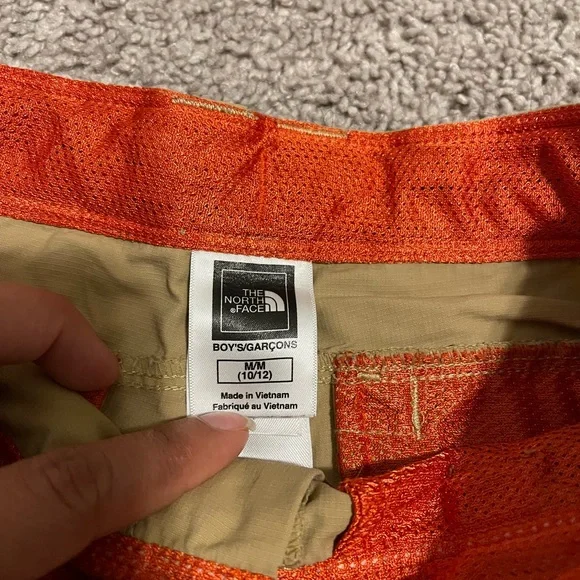 THE
NORTH
FACE
BOY'S/GARÇONS
M/M
(10/12)
Made in Vietnam
Fabriqué au Vietnam